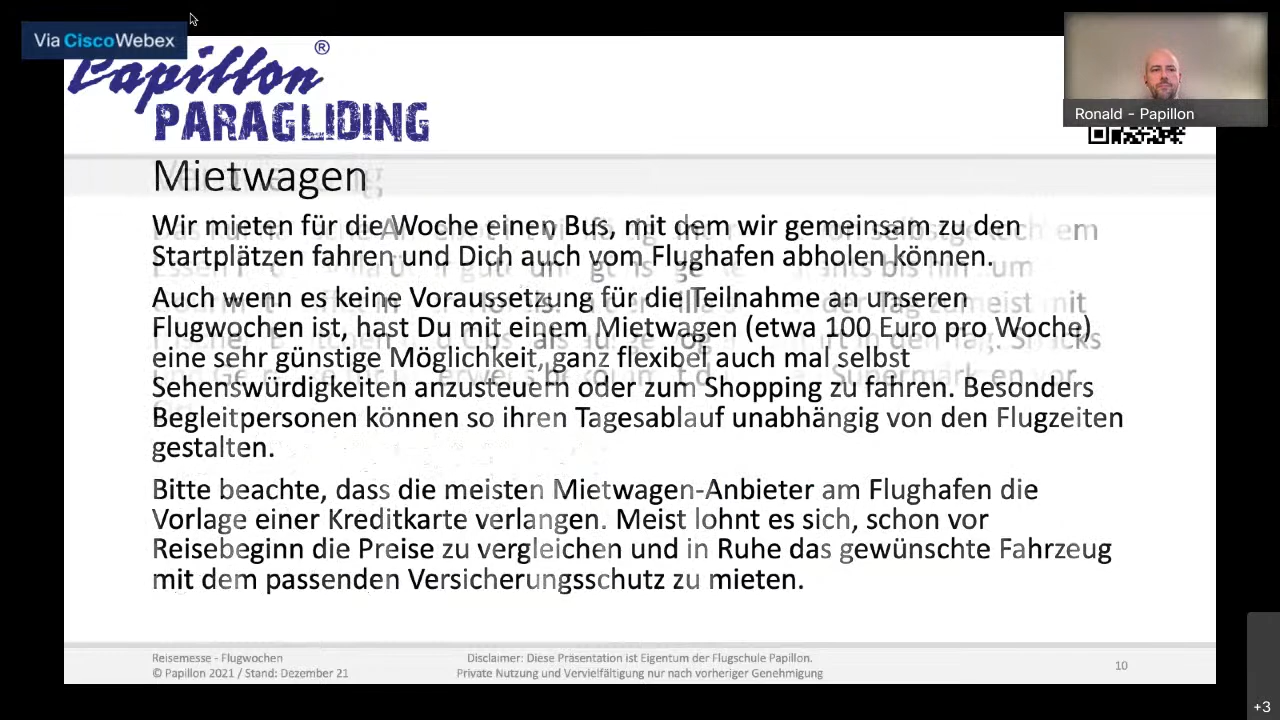 Via Cisco Webex
Papillon®
PARAGLIDING
Ronald - Papillon
Mietwagen
Wir mieten für die Woche einen Bus, mit dem wir gemeinsam zu den
Startplätzen fahren und Dich auch vom Flughafen abholen können.
Auch wenn es keine Voraussetzung für die Teilnahme an unseren
Flugwochen ist, hast Du mit einem Mietwagen (etwa 100 Euro pro Woche)
eine sehr günstige Möglichkeit, ganz flexibel auch mal selbst
Sehenswürdigkeiten anzusteuern oder zum Shopping zu fahren. Besonders
Begleitpersonen können so ihren Tagesablauf unabhängig von den Flugzeiten
gestalten.
Bitte beachte, dass die meisten Mietwagen-Anbieter am Flughafen die
Vorlage einer Kreditkarte verlangen. Meist lohnt es sich, schon vor
Reisebeginn die Preise zu vergleichen und in Ruhe das gewünschte Fahrzeug
mit dem passenden Versicherungsschutz zu mieten.
Reisemesse - Flugwochen
© Papillon 2021 / Stand: Dezember 21
Disclaimer: Diese Präsentation ist Eigentum der Flugschule Papillon.
Private Nutzung und Vervielfältigung nur nach vorheriger Genehmigung
10
+3